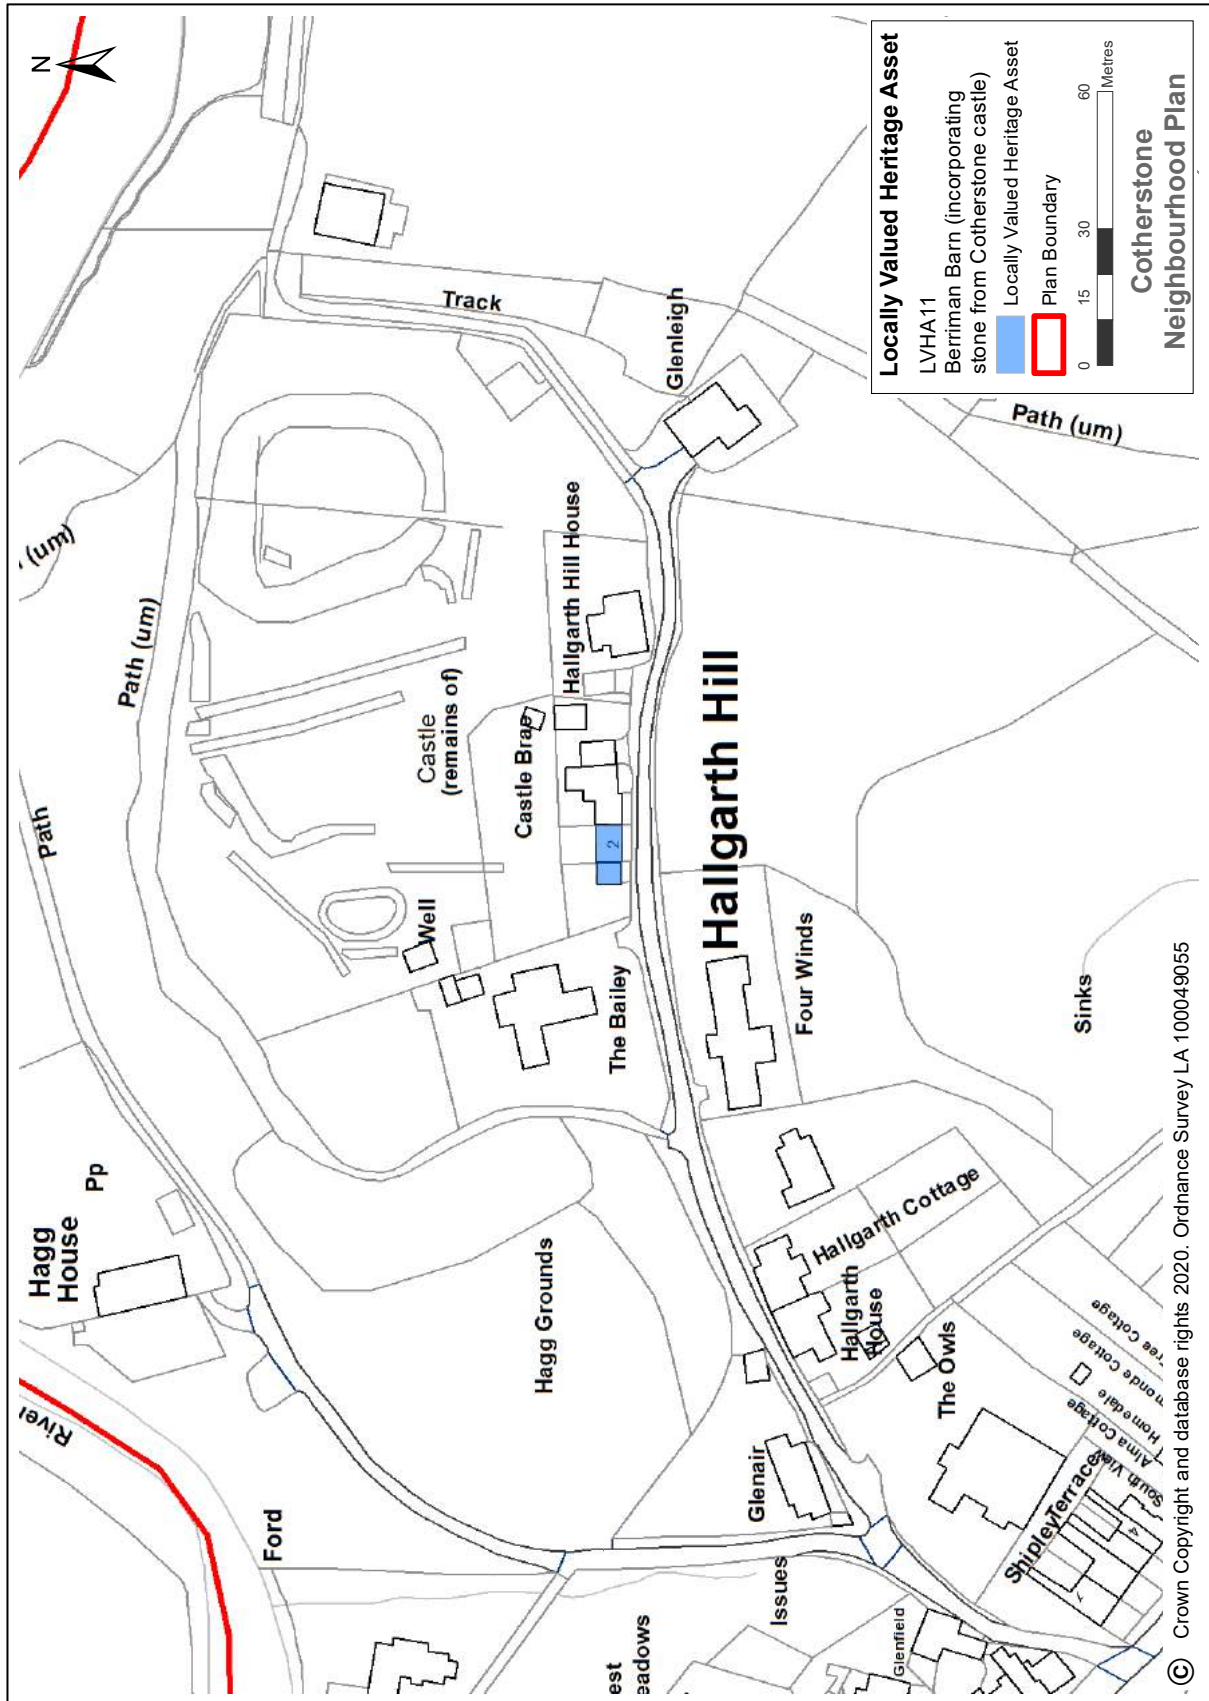 N
River
Hagg
House
Pp
Path
(um)
Path (um)
Ford
Hagg Grounds
Castle
(remains of)
Well
Castle Brae
Hallgarth Hill House
Track
Glenleigh
The Bailey
2
Hallgarth Hill
Four Winds
Path (um)
Sinks
Glenair
Issues
Hallgarth Cottage
Hallgarth
House
The Owls
Glenfield
Shipley Terrace
1
4
South View
Alma Cottage
Homedale
Cottage
Cottage
Locally Valued Heritage Asset
LVHA11
Berriman Barn (incorporating
stone from Cotherstone castle)
Locally Valued Heritage Asset
Plan Boundary
0 15 30 60
Metres
Cotherstone
Neighbourhood Plan
© Crown Copyright and database rights 2020. Ordnance Survey LA 100049055